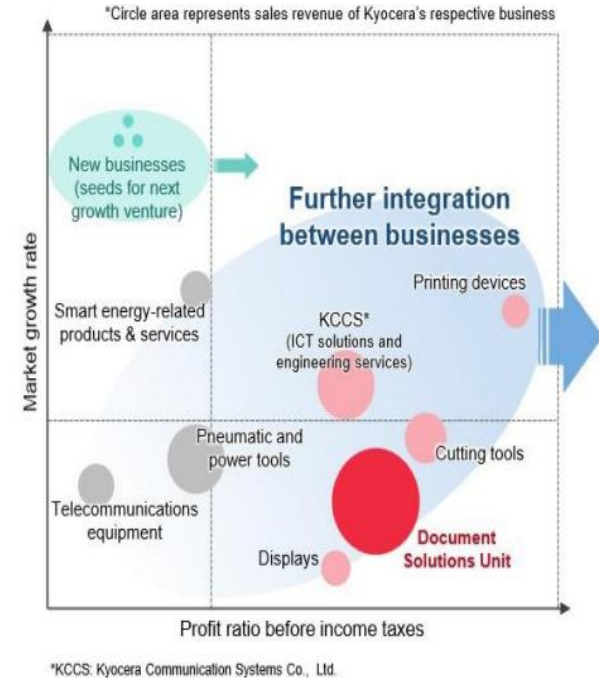 *Circle area represents sales revenue of Kyocera's respective business
New businesses
(seeds for next
growth venture)
Further integration
between businesses
Printing devices
Smart energy-related
products & services
KCCS*
(ICT solutions and
engineering services)
Market growth rate
Pneumatic and
power tools
Cutting tools
Telecommunications
equipment
Document
Solutions Unit
Displays
Profit ratio before income taxes
*KCCS: Kyocera Communication Systems Co., Ltd.